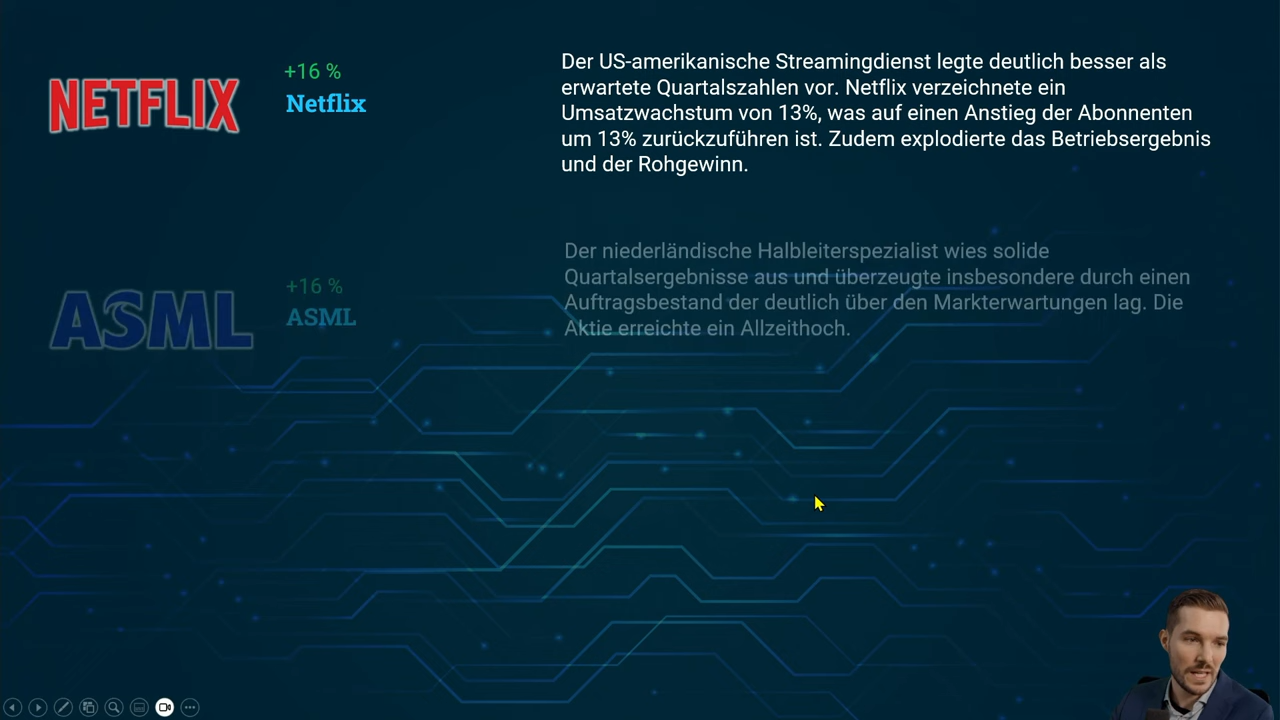 NETFLIX
+16 %
Netflix
Der US-amerikanische Streamingdienst legte deutlich besser als
erwartete Quartalszahlen vor. Netflix verzeichnete ein
Umsatzwachstum von 13%, was auf einen Anstieg der Abonnenten
um 13% zurückzuführen ist. Zudem explodierte das Betriebsergebnis
und der Rohgewinn.
ASML
+16 %
ASML
Der niederländische Halbleiterspezialist wies solide
Quartalsergebnisse aus und überzeugte insbesondere durch einen
Auftragsbestand der deutlich über den Markterwartungen lag. Die
Aktie erreichte ein Allzeithoch.